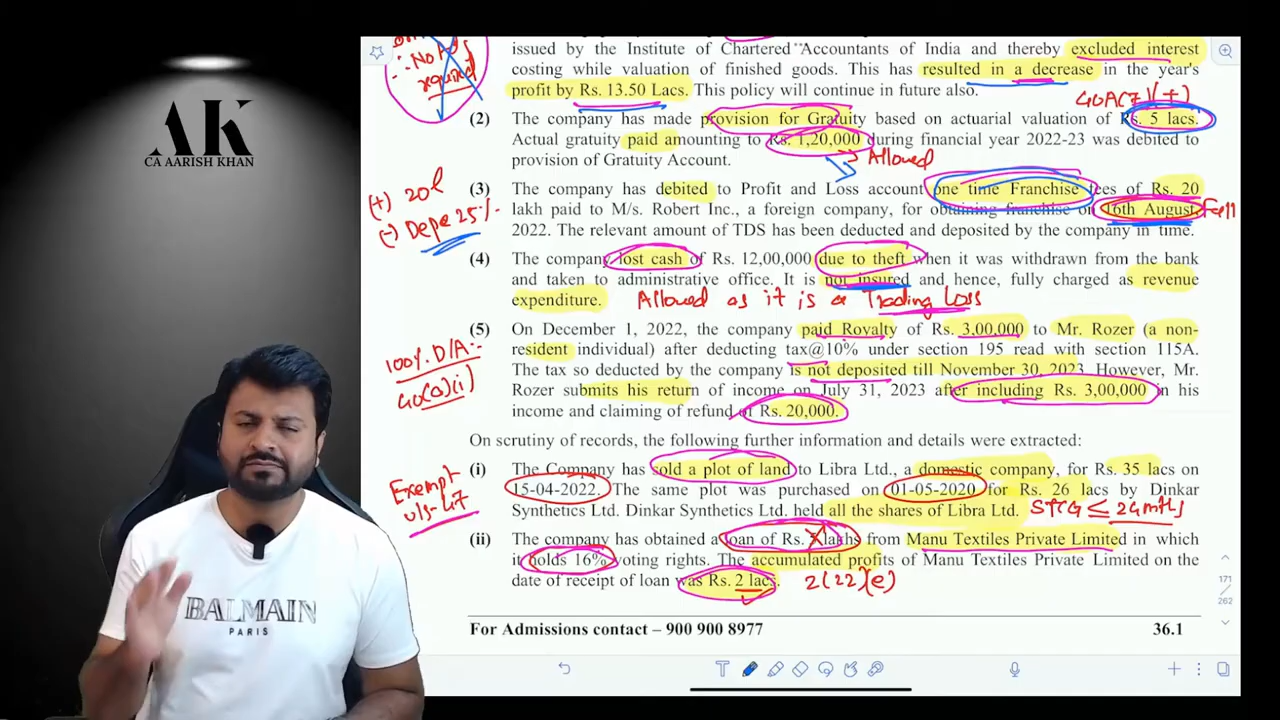 AK
CA AARISH KHAN
BALMAIN
PARIS
∴ Not
required
issued by the Institute of Chartered Accountants of India and thereby excluded interest
costing while valuation of finished goods. This has resulted in a decrease in the year's
profit by Rs. 13.50 Lacs. This policy will continue in future also.
40A(7) (+)
(2) The company has made provision for Gratuity based on actuarial valuation of Rs. 5 lacs.
Actual gratuity paid amounting to Rs. 1,20,000 during financial year 2022-23 was debited to
provision of Gratuity Account.
→ Allowed
(+) 20l
(-) Depe 25%
(3) The company has debited to Profit and Loss account one time Franchise fees of Rs. 20
lakh paid to M/s. Robert Inc., a foreign company, for obtaining franchise on 16th August,
2022. The relevant amount of TDS has been deducted and deposited by the company in time.
(4) The company lost cash of Rs. 12,00,000 due to theft when it was withdrawn from the bank
and taken to administrative office. It is not insured and hence, fully charged as revenue
expenditure. Allowed as it is a Trading Loss
100% D/A:-
40(a)(i)
(5) On December 1, 2022, the company paid Royalty of Rs. 3,00,000 to Mr. Rozer (a non-
resident individual) after deducting tax@10% under section 195 read with section 115A.
The tax so deducted by the company is not deposited till November 30, 2023. However, Mr.
Rozer submits his return of income on July 31, 2023 after including Rs. 3,00,000 in his
income and claiming of refund of Rs. 20,000.
On scrutiny of records, the following further information and details were extracted:
Exempt
u/s-47
(i) The Company has sold a plot of land to Libra Ltd., a domestic company, for Rs. 35 lacs on
15-04-2022. The same plot was purchased on 01-05-2020 for Rs. 26 lacs by Dinkar
Synthetics Ltd. Dinkar Synthetics Ltd. held all the shares of Libra Ltd. STCG ≤ 24mths
(ii) The company has obtained a loan of Rs. lakhs from Manu Textiles Private Limited in which
it holds 16% voting rights. The accumulated profits of Manu Textiles Private Limited on the
date of receipt of loan was Rs. 2 lacs. 2(22)(e)
171
262
For Admissions contact – 900 900 8977 36.1